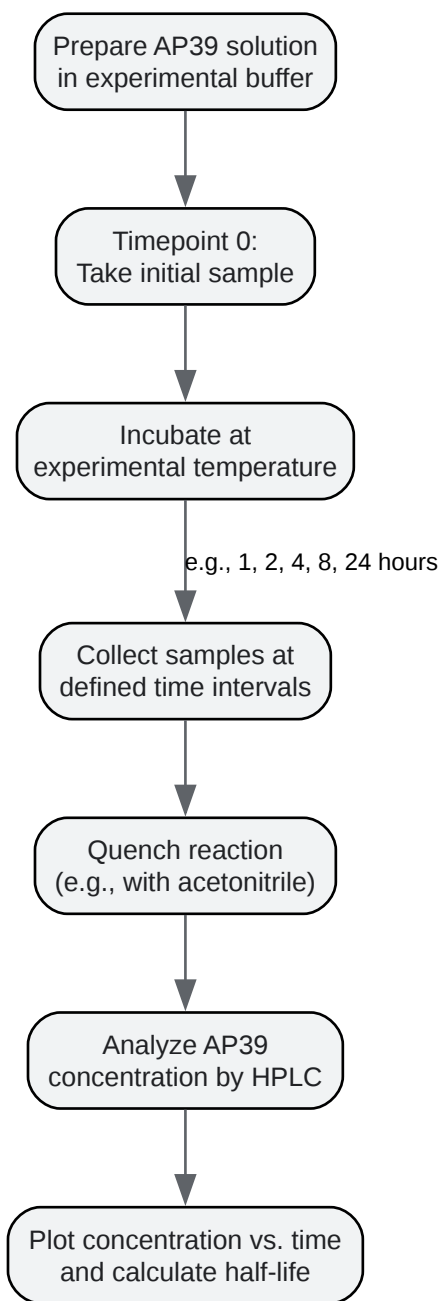 Prepare AP39 solution
in experimental buffer
Timepoint 0:
Take initial sample
Incubate at
experimental temperature
e.g., 1, 2, 4, 8, 24 hours
Collect samples at
defined time intervals
Quench reaction
(e.g., with acetonitrile)
Analyze AP39
concentration by HPLC
Plot concentration vs. time
and calculate half-life